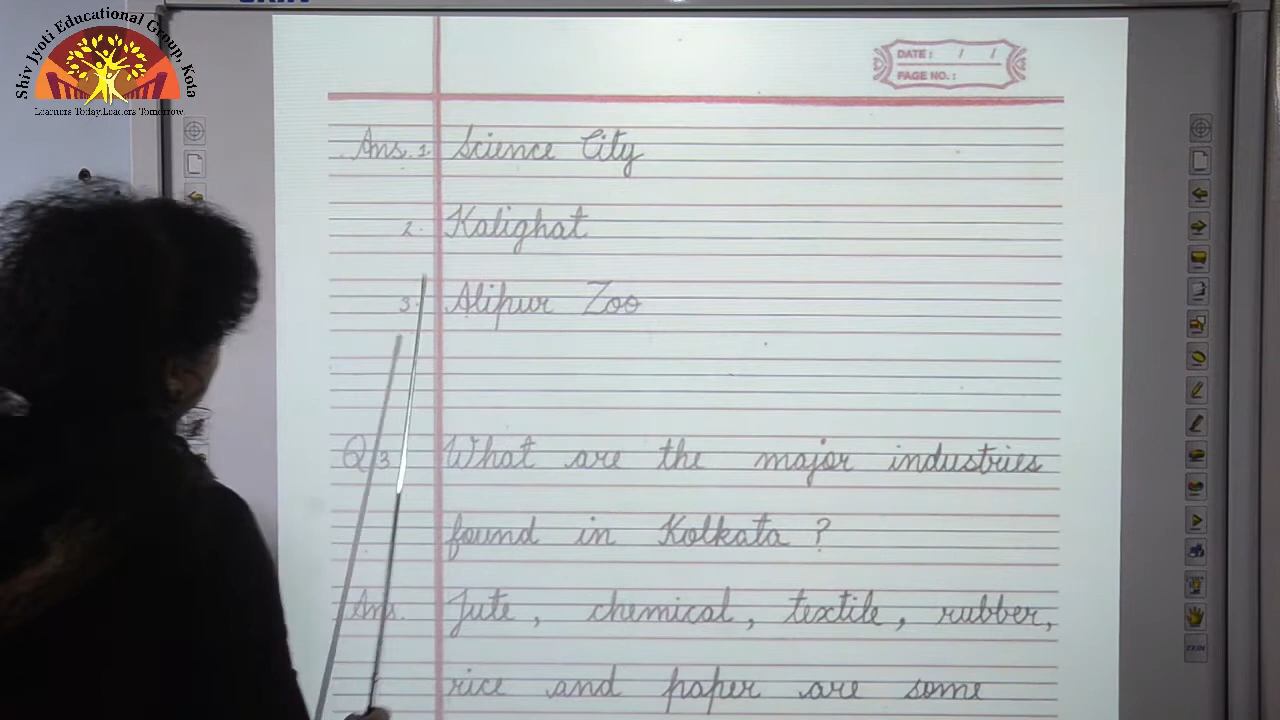 Shiv Jyoti Educational Group, Kota
Learners Today Leaders Tomorrow
DATE : / /
PAGE NO. :
Ans. 1. Science City
2. Kalighat
3. Alipur Zoo
Q.3 What are the major industries
found in Kolkata ?
Ans. Jute, chemical, textile, rubber,
rice and paper are some